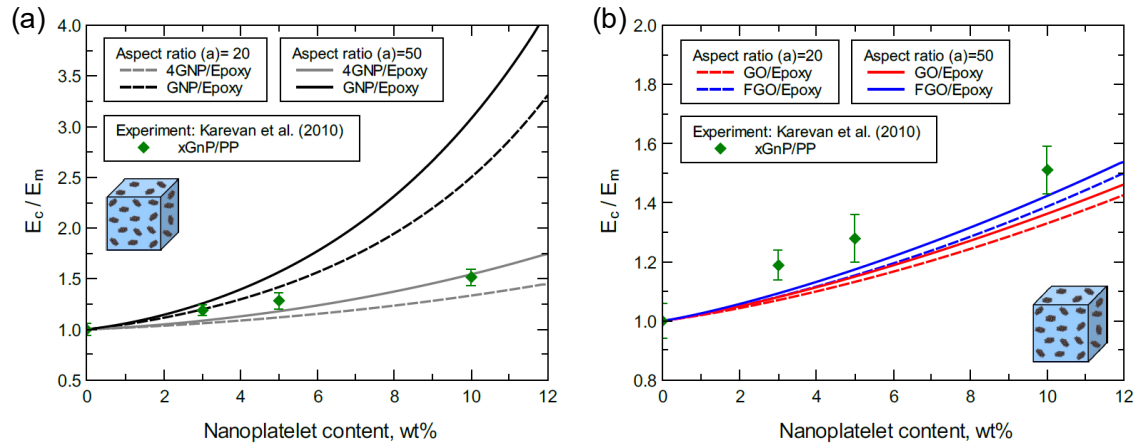 (a)
4.0
3.5
3.0
2.5
2.0
1.5
1.0
0.5
E_c / E_m
Aspect ratio (a)= 20
4GNP/Epoxy
GNP/Epoxy
Aspect ratio (a)=50
4GNP/Epoxy
GNP/Epoxy
Experiment: Karevan et al. (2010)
xGnP/PP
0 2 4 6 8 10 12
Nanoplatelet content, wt%
(b)
2.0
1.8
1.6
1.4
1.2
1.0
0.8
E_c / E_m
Aspect ratio (a)=20
GO/Epoxy
FGO/Epoxy
Aspect ratio (a)=50
GO/Epoxy
FGO/Epoxy
Experiment: Karevan et al. (2010)
xGnP/PP
0 2 4 6 8 10 12
Nanoplatelet content, wt%